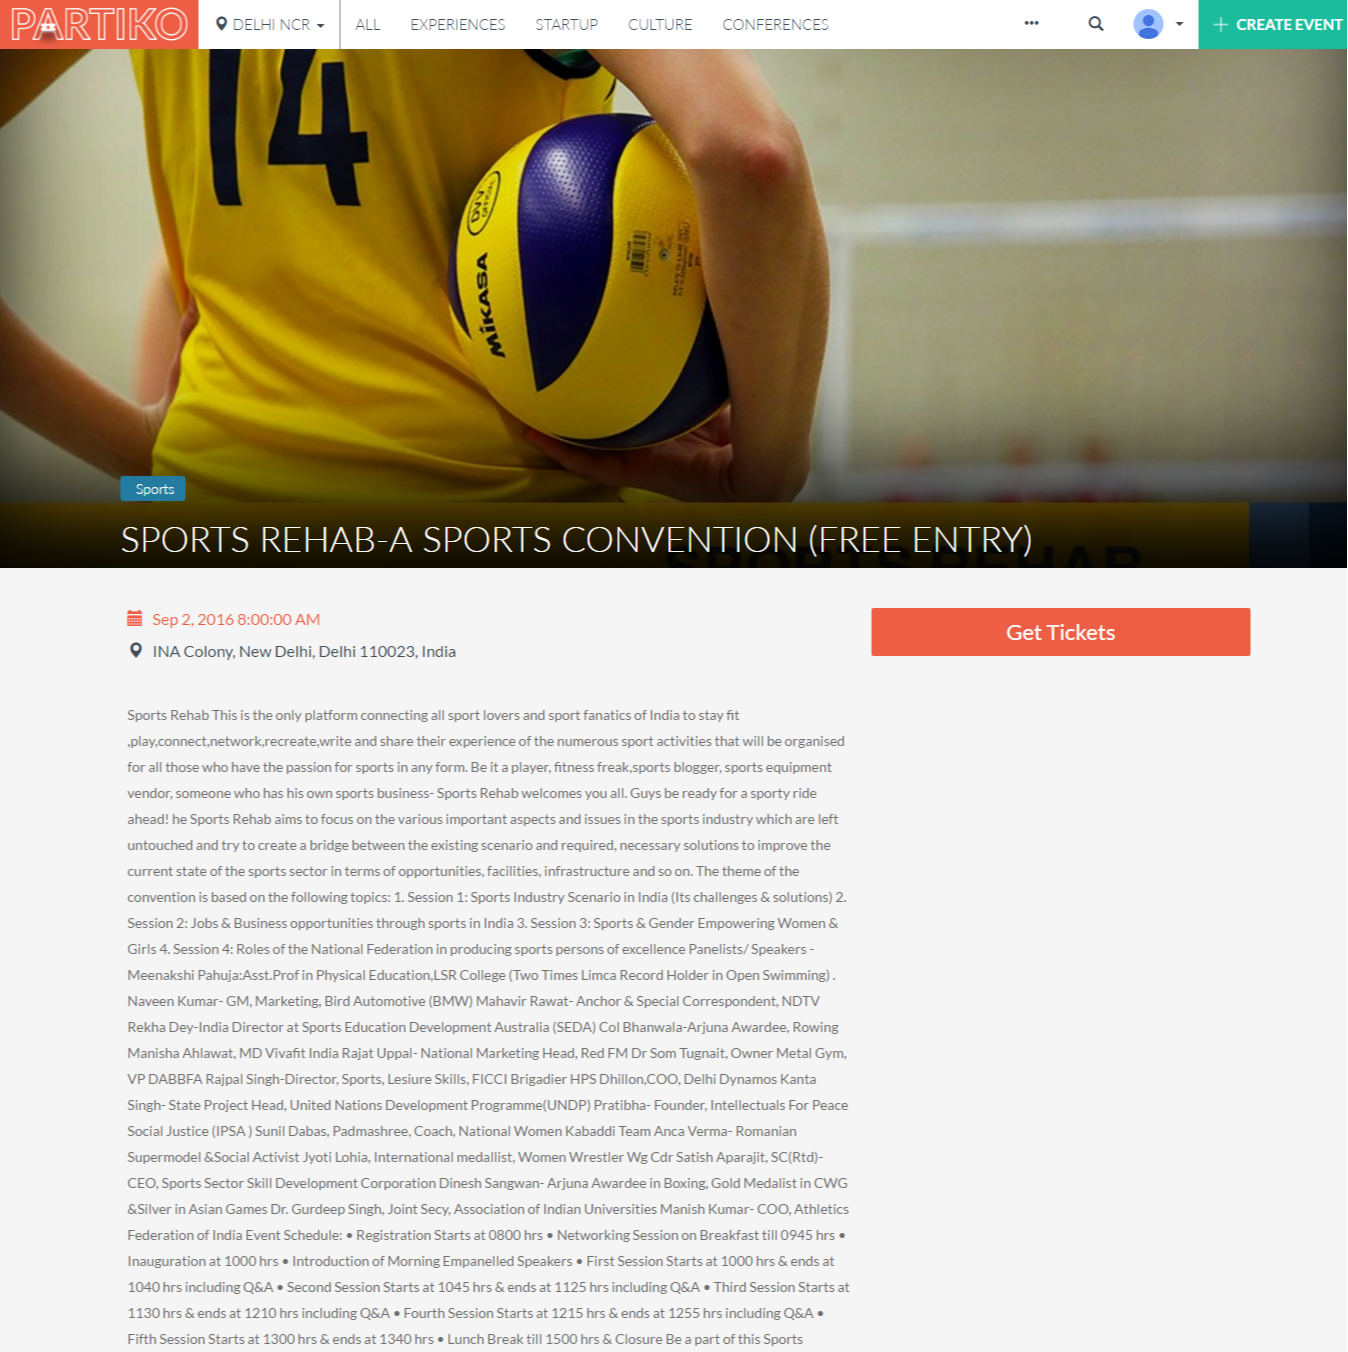 PARTIKO
DELHI NCR
ALL
EXPERIENCES
STARTUP
CULTURE
CONFERENCES
CREATE EVENT
14
DVV
OFFICIAL
MIKASA
Sports
SPORTS REHAB-A SPORTS CONVENTION (FREE ENTRY)
SPORTS REHAB
Sep 2, 2016 8:00:00 AM
Get Tickets
INA Colony, New Delhi, Delhi 110023, India
Sports Rehab This is the only platform connecting all sport lovers and sport fanatics of India to stay fit
,play,connect,network,recreate,write and share their experience of the numerous sport activities that will be organised
for all those who have the passion for sports in any form. Be it a player, fitness freak,sports blogger, sports equipment
vendor, someone who has his own sports business- Sports Rehab welcomes you all. Guys be ready for a sporty ride
ahead! he Sports Rehab aims to focus on the various important aspects and issues in the sports industry which are left
untouched and try to create a bridge between the existing scenario and required, necessary solutions to improve the
current state of the sports sector in terms of opportunities, facilities, infrastructure and so on. The theme of the
convention is based on the following topics: 1. Session 1: Sports Industry Scenario in India (Its challenges & solutions) 2.
Session 2: Jobs & Business opportunities through sports in India 3. Session 3: Sports & Gender Empowering Women &
Girls 4. Session 4: Roles of the National Federation in producing sports persons of excellence Panelists/ Speakers -
Meenakshi Pahuja:Asst.Prof in Physical Education,LSR College (Two Times Limca Record Holder in Open Swimming) .
Naveen Kumar- GM, Marketing, Bird Automotive (BMW) Mahavir Rawat- Anchor & Special Correspondent, NDTV
Rekha Dey-India Director at Sports Education Development Australia (SEDA) Col Bhanwala-Arjuna Awardee, Rowing
Manisha Ahlawat, MD Vivafit India Rajat Uppal- National Marketing Head, Red FM Dr Som Tugnait, Owner Metal Gym,
VP DABBFA Rajpal Singh-Director, Sports, Lesiure Skills, FICCI Brigadier HPS Dhillon,COO, Delhi Dynamos Kanta
Singh- State Project Head, United Nations Development Programme(UNDP) Pratibha- Founder, Intellectuals For Peace
Social Justice (IPSA ) Sunil Dabas, Padmashree, Coach, National Women Kabaddi Team Anca Verma- Romanian
Supermodel &Social Activist Jyoti Lohia, International medallist, Women Wrestler Wg Cdr Satish Aparajit, SC(Rtd)-
CEO, Sports Sector Skill Development Corporation Dinesh Sangwan- Arjuna Awardee in Boxing, Gold Medalist in CWG
&Silver in Asian Games Dr. Gurdeep Singh, Joint Secy, Association of Indian Universities Manish Kumar- COO, Athletics
Federation of India Event Schedule: • Registration Starts at 0800 hrs • Networking Session on Breakfast till 0945 hrs •
Inauguration at 1000 hrs • Introduction of Morning Empanelled Speakers • First Session Starts at 1000 hrs & ends at
1040 hrs including Q&A • Second Session Starts at 1045 hrs & ends at 1125 hrs including Q&A • Third Session Starts at
1130 hrs & ends at 1210 hrs including Q&A • Fourth Session Starts at 1215 hrs & ends at 1255 hrs including Q&A •
Fifth Session Starts at 1300 hrs & ends at 1340 hrs • Lunch Break till 1500 hrs & Closure Be a part of this Sports